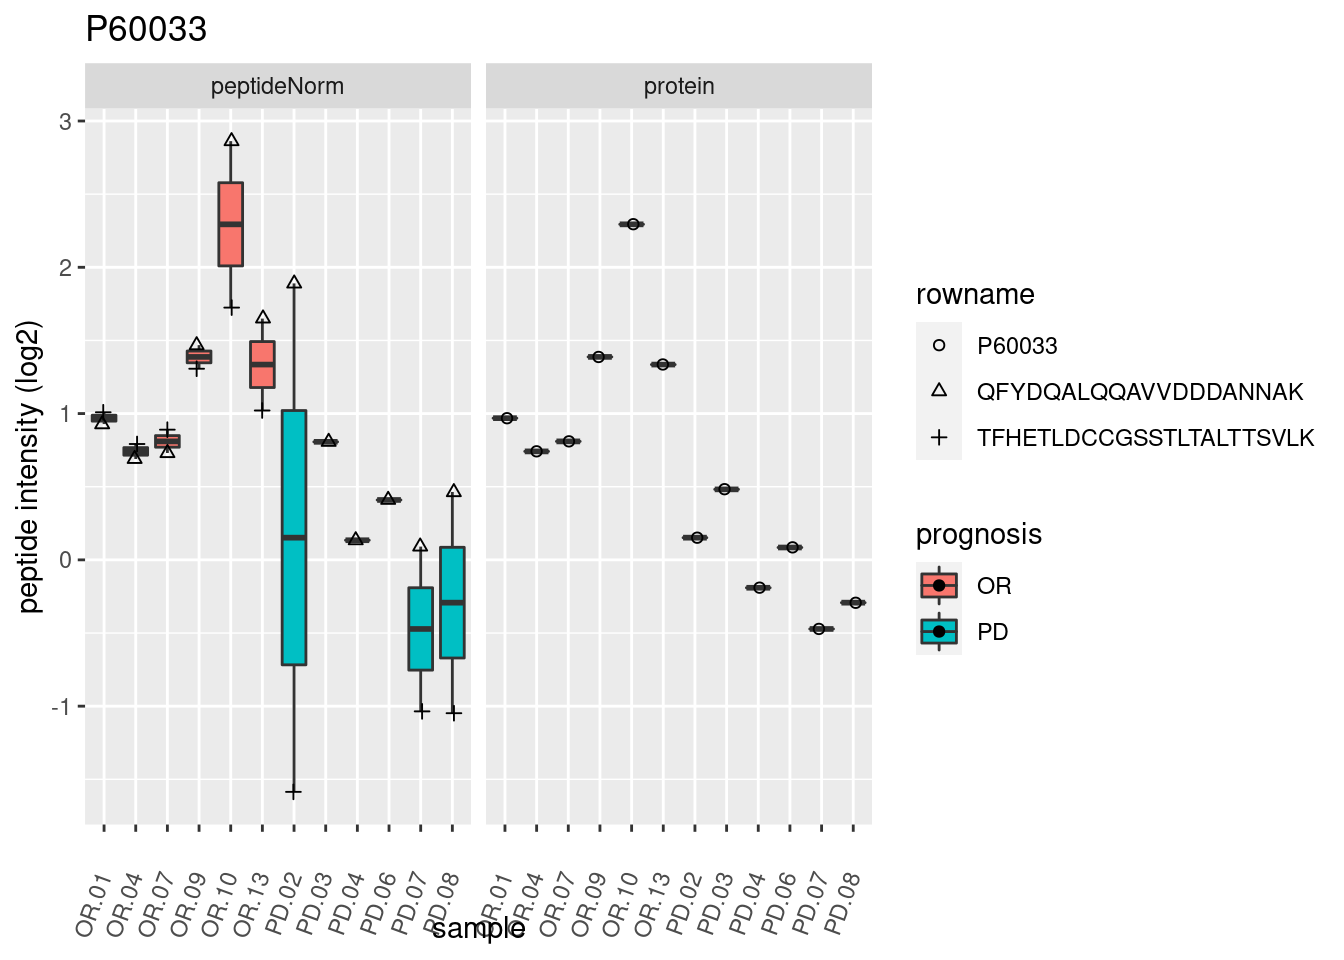 P60033
peptideNorm
protein
3
2
1
0
-1
peptide intensity (log2)
OR.01
OR.04
OR.07
OR.09
OR.10
OR.13
PD.02
PD.03
PD.04
PD.06
PD.07
PD.08
OR.01
OR.04
OR.07
OR.09
OR.10
OR.13
PD.02
PD.03
PD.04
PD.06
PD.07
PD.08
sample
rowname
P60033
QFYDQALQQAVVDDDANNAK
TFHETLDCCGSSTLTALTTSVLK
prognosis
OR
PD